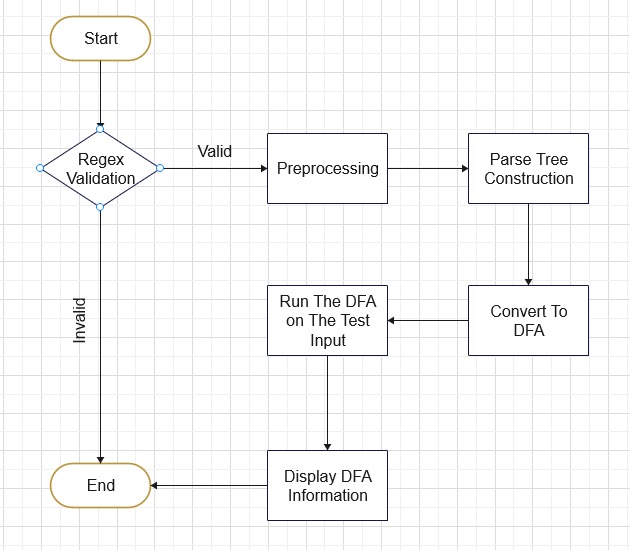 Start
Regex
Validation
Valid
Preprocessing
Parse Tree
Construction
Invalid
Run The DFA
on The Test
Input
Convert To
DFA
Display DFA
Information
End